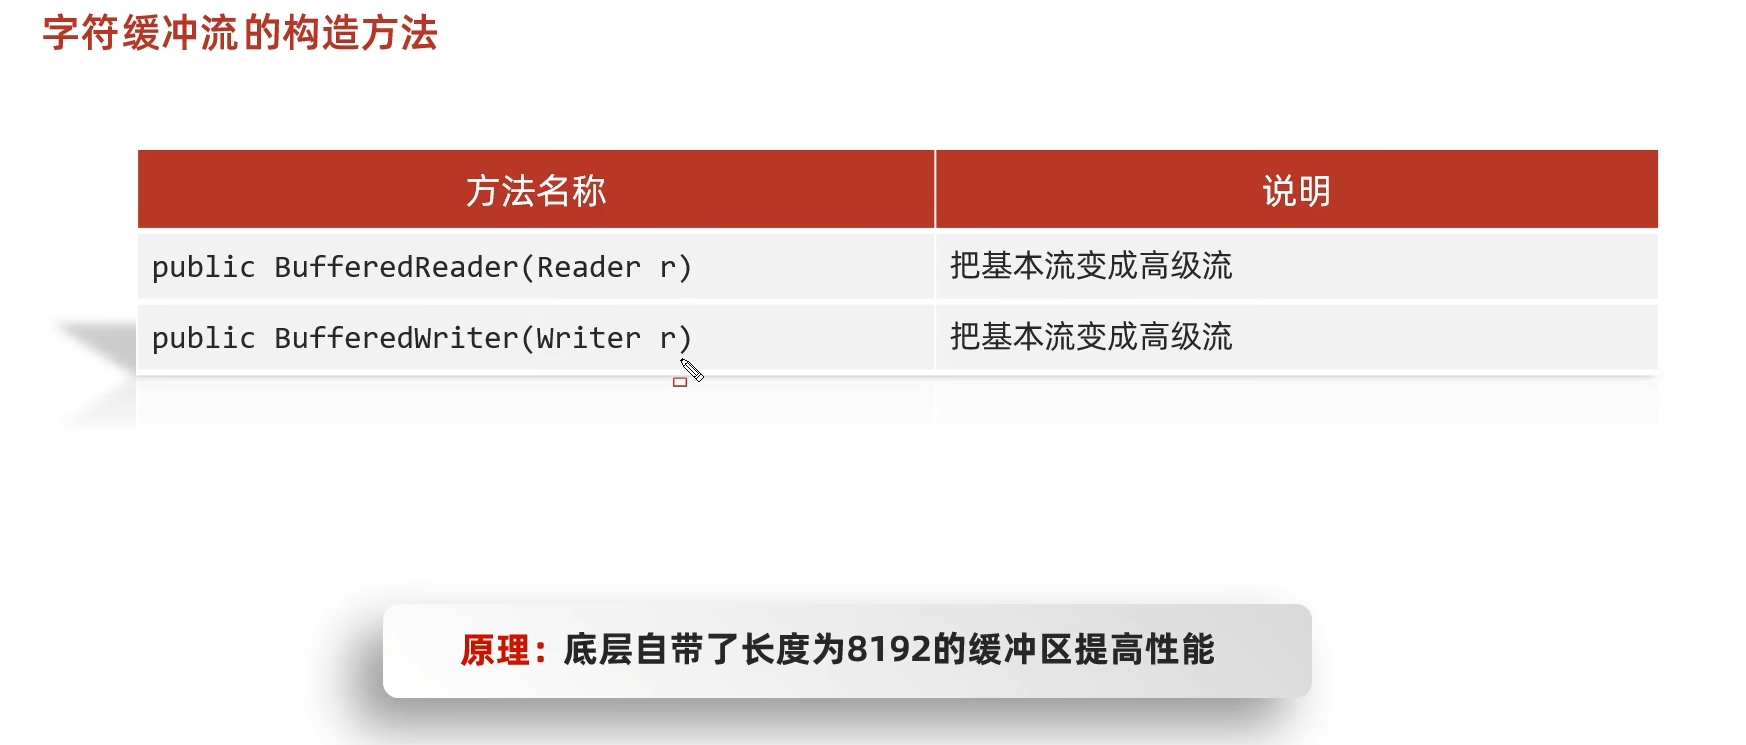 字符缓冲流的构造方法
方法名称 说明
public BufferedReader(Reader r) 把基本流变成高级流
public BufferedWriter(Writer r) 把基本流变成高级流
原理：底层自带了长度为8192的缓冲区提高性能